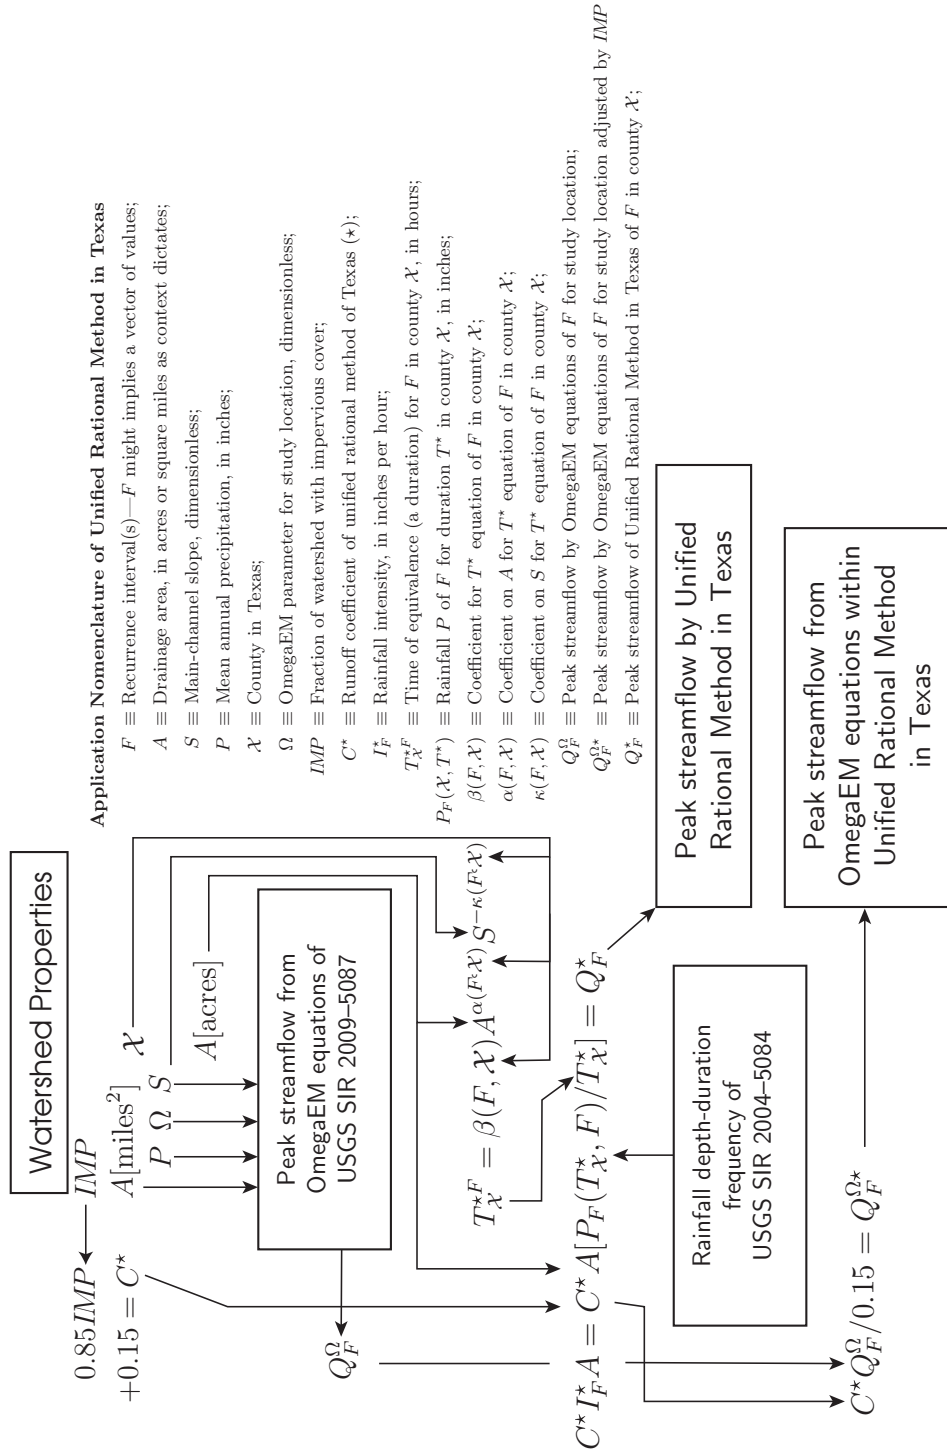 Watershed Properties
0.85IMP IMP
+0.15 = C⋆
A[miles²]
P Ω S 𝒳
A[acres]
Peak streamflow from
OmegaEM equations of
USGS SIR 2009–5087
Q_F^Ω
T_𝒳^{⋆F} = β(F, 𝒳)A^{α(F,𝒳)}S^{−κ(F,𝒳)}
C⋆I_F^⋆A = C⋆A[P_F(T_𝒳^⋆, F)/T_𝒳^⋆] = Q_F^⋆
Rainfall depth-duration
frequency of
USGS SIR 2004–5084
C⋆Q_F^Ω/0.15 = Q_F^{Ω⋆}
Peak streamflow by Unified
Rational Method in Texas
Peak streamflow from
OmegaEM equations within
Unified Rational Method
in Texas
Application Nomenclature of Unified Rational Method in Texas
F ≡ Recurrence interval(s)—F might implies a vector of values;
A ≡ Drainage area, in acres or square miles as context dictates;
S ≡ Main-channel slope, dimensionless;
P ≡ Mean annual precipitation, in inches;
𝒳 ≡ County in Texas;
Ω ≡ OmegaEM parameter for study location, dimensionless;
IMP ≡ Fraction of watershed with impervious cover;
C⋆ ≡ Runoff coefficient of unified rational method of Texas (⋆);
I_F^⋆ ≡ Rainfall intensity, in inches per hour;
T_𝒳^{⋆F} ≡ Time of equivalence (a duration) for F in county 𝒳, in hours;
P_F(𝒳, T⋆) ≡ Rainfall P of F for duration T⋆ in county 𝒳, in inches;
β(F, 𝒳) ≡ Coefficient for T⋆ equation of F in county 𝒳;
α(F, 𝒳) ≡ Coefficient on A for T⋆ equation of F in county 𝒳;
κ(F, 𝒳) ≡ Coefficient on S for T⋆ equation of F in county 𝒳;
Q_F^Ω ≡ Peak streamflow by OmegaEM equations of F for study location;
Q_F^{Ω⋆} ≡ Peak streamflow by OmegaEM equations of F for study location adjusted by IMP
Q_F^⋆ ≡ Peak streamflow of Unified Rational Method in Texas of F in county 𝒳;